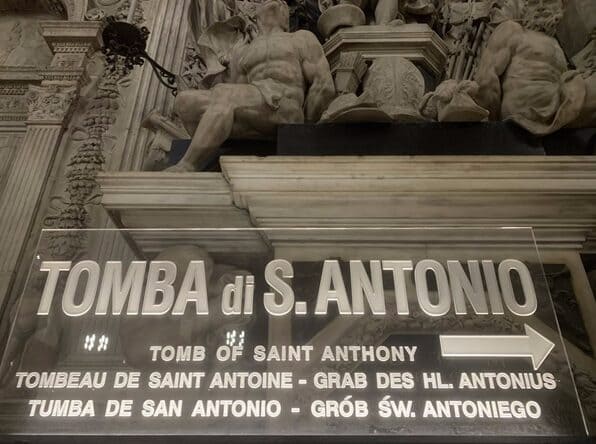 TOMBA di S. ANTONIO
TOMB OF SAINT ANTHONY
TOMBEAU DE SAINT ANTOINE - GRAB DES HL. ANTONIUS
TUMBA DE SAN ANTONIO - GRÓB ŚW. ANTONIEGO